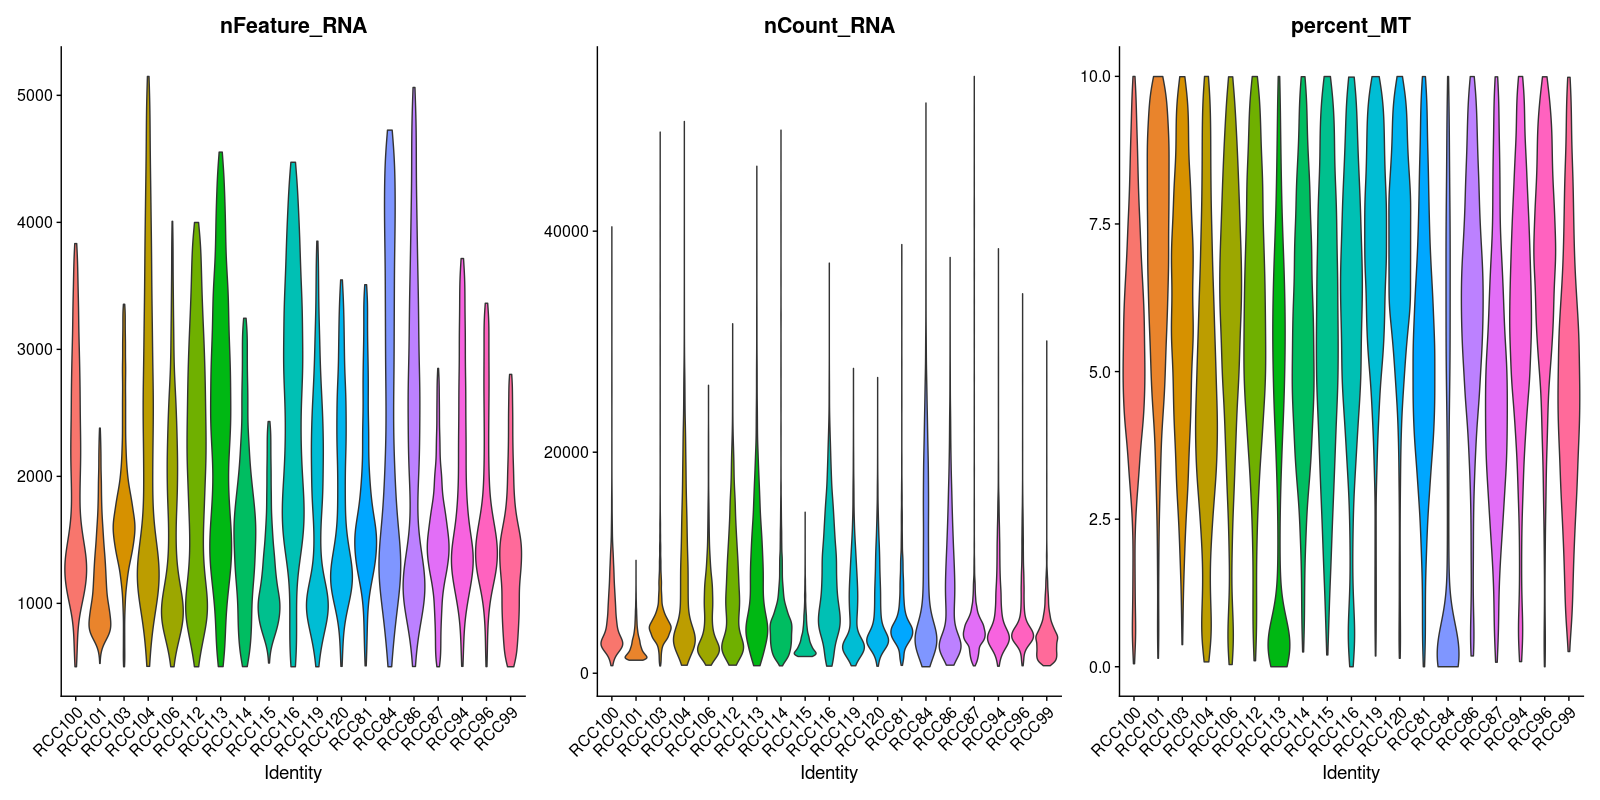 nFeature_RNA
5000
4000
3000
2000
1000
RCC100
RCC101
RCC103
RCC104
RCC106
RCC112
RCC113
RCC114
RCC115
RCC116
RCC119
RCC120
RCC81
RCC84
RCC86
RCC87
RCC94
RCC96
RCC99
Identity
nCount_RNA
40000
20000
0
RCC100
RCC101
RCC103
RCC104
RCC106
RCC112
RCC113
RCC114
RCC115
RCC116
RCC119
RCC120
RCC81
RCC84
RCC86
RCC87
RCC94
RCC96
RCC99
Identity
percent_MT
10.0
7.5
5.0
2.5
0.0
RCC100
RCC101
RCC103
RCC104
RCC106
RCC112
RCC113
RCC114
RCC115
RCC116
RCC119
RCC120
RCC81
RCC84
RCC86
RCC87
RCC94
RCC96
RCC99
Identity